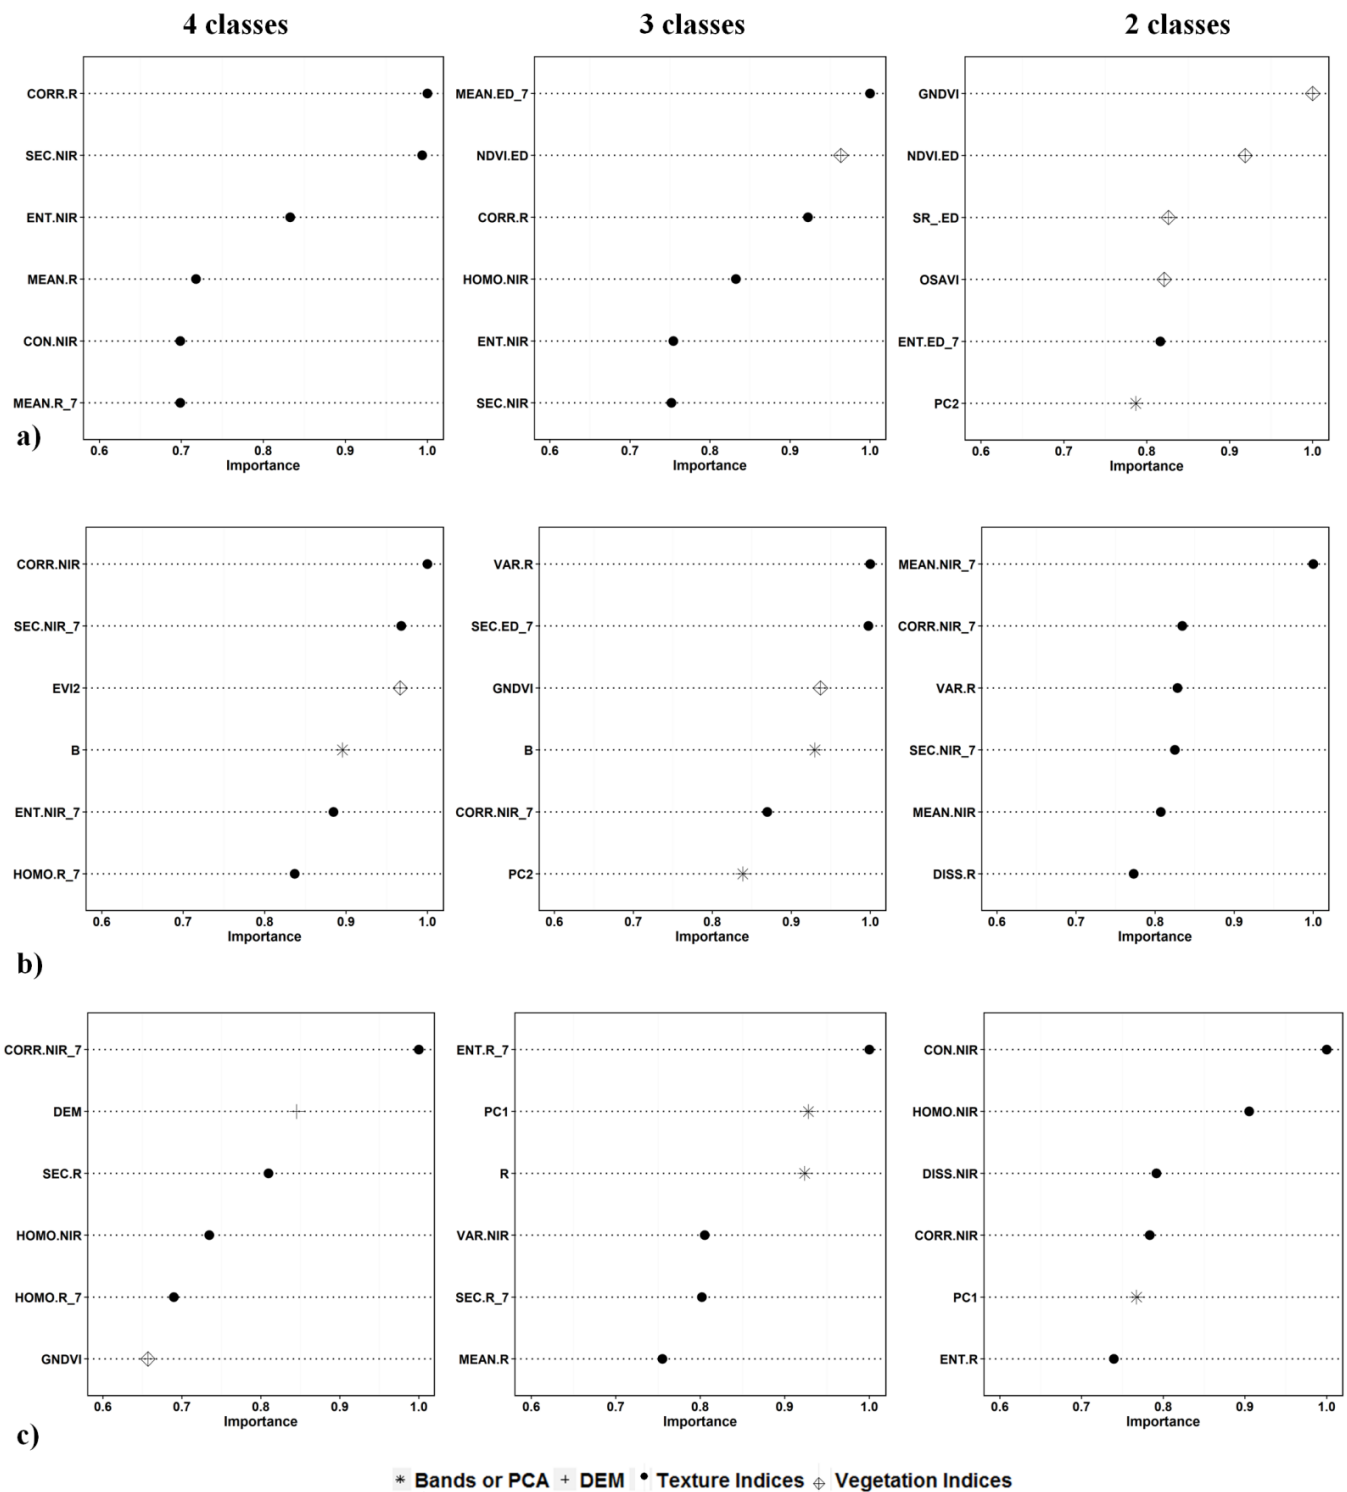 4 classes
3 classes
2 classes
CORR.R
SEC.NIR
ENT.NIR
MEAN.R
CON.NIR
MEAN.R_7
0.6 0.7 0.8 0.9 1.0
Importance
MEAN.ED_7
NDVI.ED
CORR.R
HOMO.NIR
ENT.NIR
SEC.NIR
0.6 0.7 0.8 0.9 1.0
Importance
GNDVI
NDVI.ED
SR_.ED
OSAVI
ENT.ED_7
PC2
0.6 0.7 0.8 0.9 1.0
Importance
a)
CORR.NIR
SEC.NIR_7
EVI2
B
ENT.NIR_7
HOMO.R_7
0.6 0.7 0.8 0.9 1.0
Importance
VAR.R
SEC.ED_7
GNDVI
B
CORR.NIR_7
PC2
0.6 0.7 0.8 0.9 1.0
Importance
MEAN.NIR_7
CORR.NIR_7
VAR.R
SEC.NIR_7
MEAN.NIR
DISS.R
0.6 0.7 0.8 0.9 1.0
Importance
b)
CORR.NIR_7
DEM
SEC.R
HOMO.NIR
HOMO.R_7
GNDVI
0.6 0.7 0.8 0.9 1.0
Importance
ENT.R_7
PC1
R
VAR.NIR
SEC.R_7
MEAN.R
0.6 0.7 0.8 0.9 1.0
Importance
CON.NIR
HOMO.NIR
DISS.NIR
CORR.NIR
PC1
ENT.R
0.6 0.7 0.8 0.9 1.0
Importance
c)
Bands or PCA DEM Texture Indices Vegetation Indices